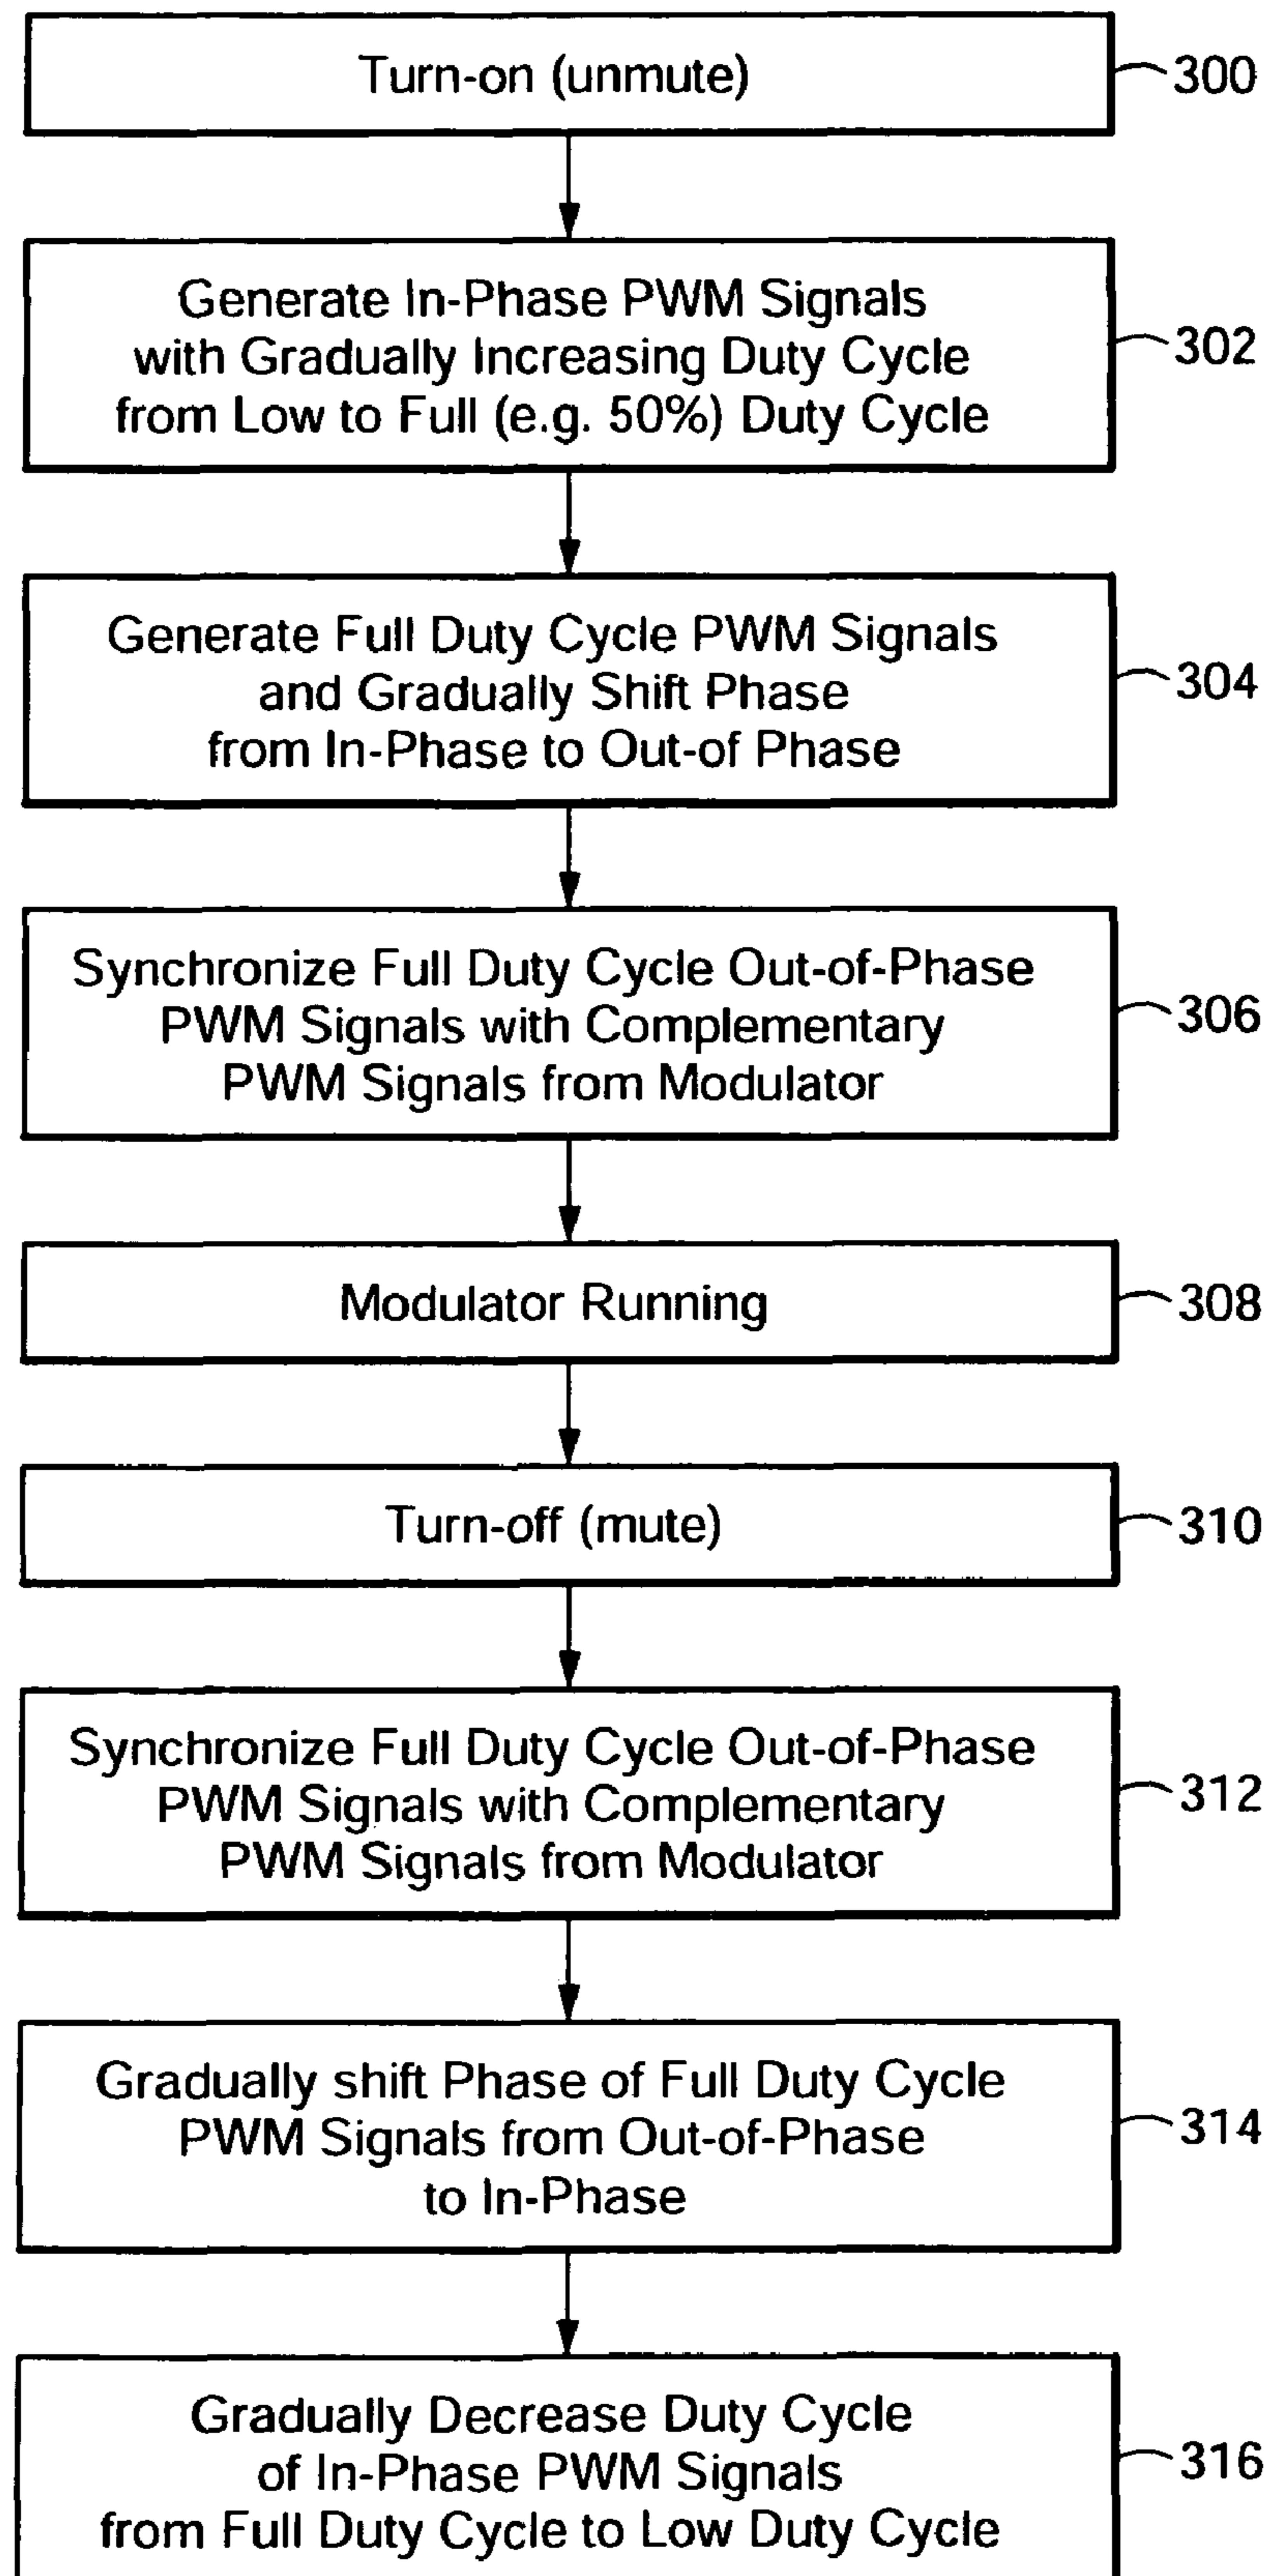 Turn-on (unmute)
300
Generate In-Phase PWM Signals
with Gradually Increasing Duty Cycle
from Low to Full (e.g. 50%) Duty Cycle
302
Generate Full Duty Cycle PWM Signals
and Gradually Shift Phase
from In-Phase to Out-of Phase
304
Synchronize Full Duty Cycle Out-of-Phase
PWM Signals with Complementary
PWM Signals from Modulator
306
Modulator Running
308
Turn-off (mute)
310
Synchronize Full Duty Cycle Out-of-Phase
PWM Signals with Complementary
PWM Signals from Modulator
312
Gradually shift Phase of Full Duty Cycle
PWM Signals from Out-of-Phase
to In-Phase
314
Gradually Decrease Duty Cycle
of In-Phase PWM Signals
from Full Duty Cycle to Low Duty Cycle
316